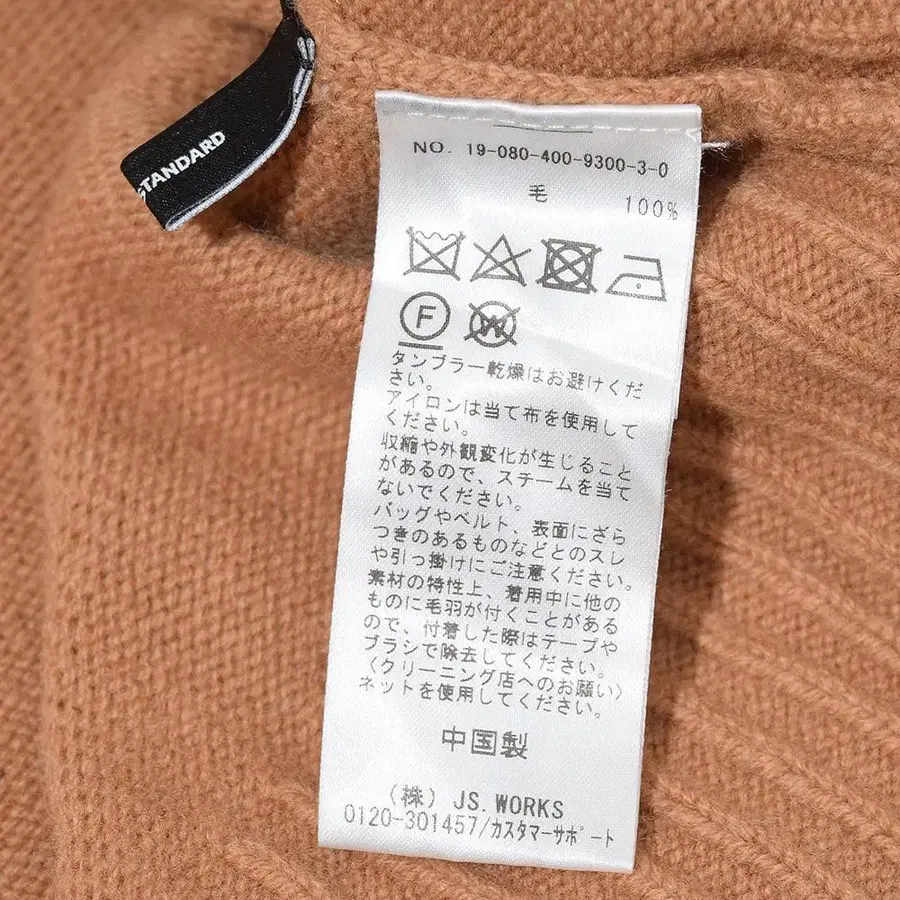 STANDARD
NO. 19-080-400-9300-3-0
毛 100%
F W
タンブラー乾燥はお避けくだ
さい。
アイロンは当て布を使用して
ください。
収縮や外観変化が生じること
があるので、スチームを当て
ないでください。
バッグやベルト、表面にざら
つきのあるものなどとのスレ
や引っ掛けにご注意ください。
素材の特性上、着用中に他の
ものに毛羽が付くことがある
ので、付着した際はテープや
ブラシで除去してください。
〈クリーニング店へのお願い〉
ネットを使用してください。
中国製
(株) JS.WORKS
0120-301457/カスタマーサポート